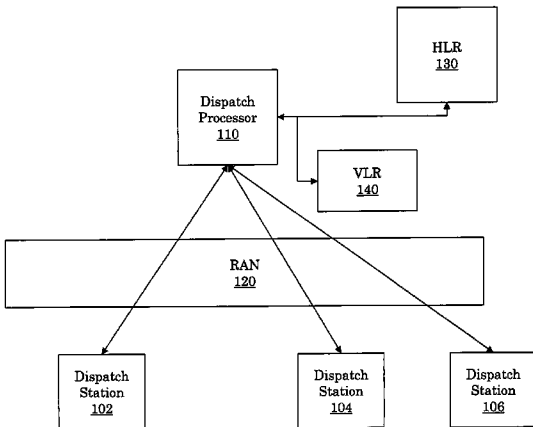 HLR
130
Dispatch
Processor
110
VLR
140
RAN
120
Dispatch
Station
102
Dispatch
Station
104
Dispatch
Station
106